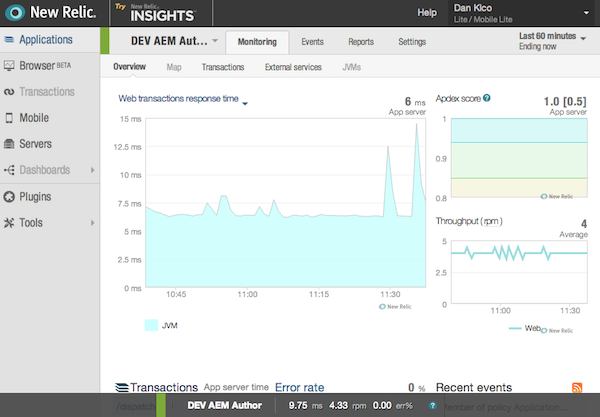 New Relic.
Try New Relic
INSIGHTS™
Help
Dan Klco
Lite / Mobile Lite
Applications
Browser BETA
Transactions
Mobile
Servers
Dashboards
Plugins
Tools
DEV AEM Aut...
Monitoring Events Reports Settings
Last 60 minutes
Ending now
Overview Map Transactions External services JVMs
Web transactions response time
6 ms
App server
15 ms
12.5 ms
10 ms
7.5 ms
5 ms
2.5 ms
0 ms
10:45 11:00 11:15 11:30
New Relic
JVM
Apdex score ?
1.0 [0.5]
App server
1
0.9
0.8
New Relic
Throughput (rpm)
4
Average
5
2.5
0
11:00 11:30
Web
New Relic
Transactions App server time
Error rate 0 %
Recent events
/dispatch
member of policy Application...
DEV AEM Author 9.75 ms 4.33 rpm 0.00 err% ?